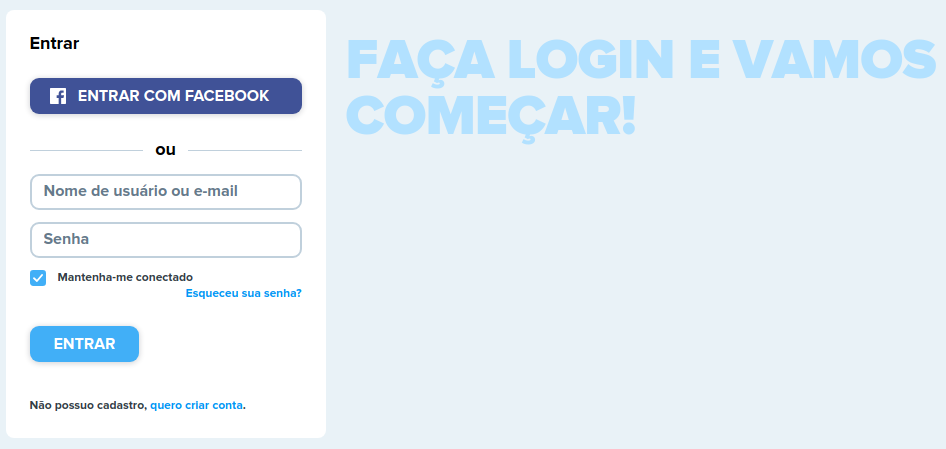 Entrar
ENTRAR COM FACEBOOK
ou
Nome de usuário ou e-mail
Senha
Mantenha-me conectado
Esqueceu sua senha?
ENTRAR
Não possuo cadastro, quero criar conta.
FAÇA LOGIN E VAMOS
COMEÇAR!